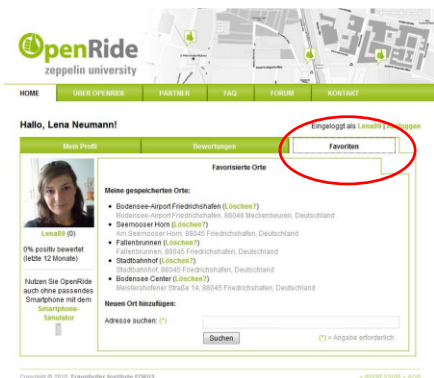 OpenRide
zeppelin university
HOME ÜBER OPENRIDE PARTNER FAQ FORUM KONTAKT
Hallo, Lena Neumann!
Eingeloggt als Lena89 | Ausloggen
Mein Profil Bewertungen Favoriten
Favorisierte Orte
Lena89 (0)
0% positiv bewertet
(letzte 12 Monate)
Nutzen Sie OpenRide
auch ohne passendes
Smartphone mit dem
Smartphone-
Simulator
Meine gespeicherten Orte:
Bodensee-Airport Friedrichshafen (Löschen?)
Bodensee-Airport Friedrichshafen, 88046 Meckenbeuren, Deutschland
Seemooser Horn (Löschen?)
Am Seemooser Horn, 88045 Friedrichshafen, Deutschland
Fallenbrunnen (Löschen?)
Fallenbrunnen, 88045 Friedrichshafen, Deutschland
Stadtbahnhof (Löschen?)
Stadtbahnhof, 88045 Friedrichshafen, Deutschland
Bodensee Center (Löschen?)
Meistershofener Straße 14, 88045 Friedrichshafen, Deutschland
Neuen Ort hinzufügen:
Adresse suchen: (*)
Suchen (*) = Angabe erforderlich
Copyright © 2010 Fraunhofer Institute FOKUS
IMPRESSUM AGB